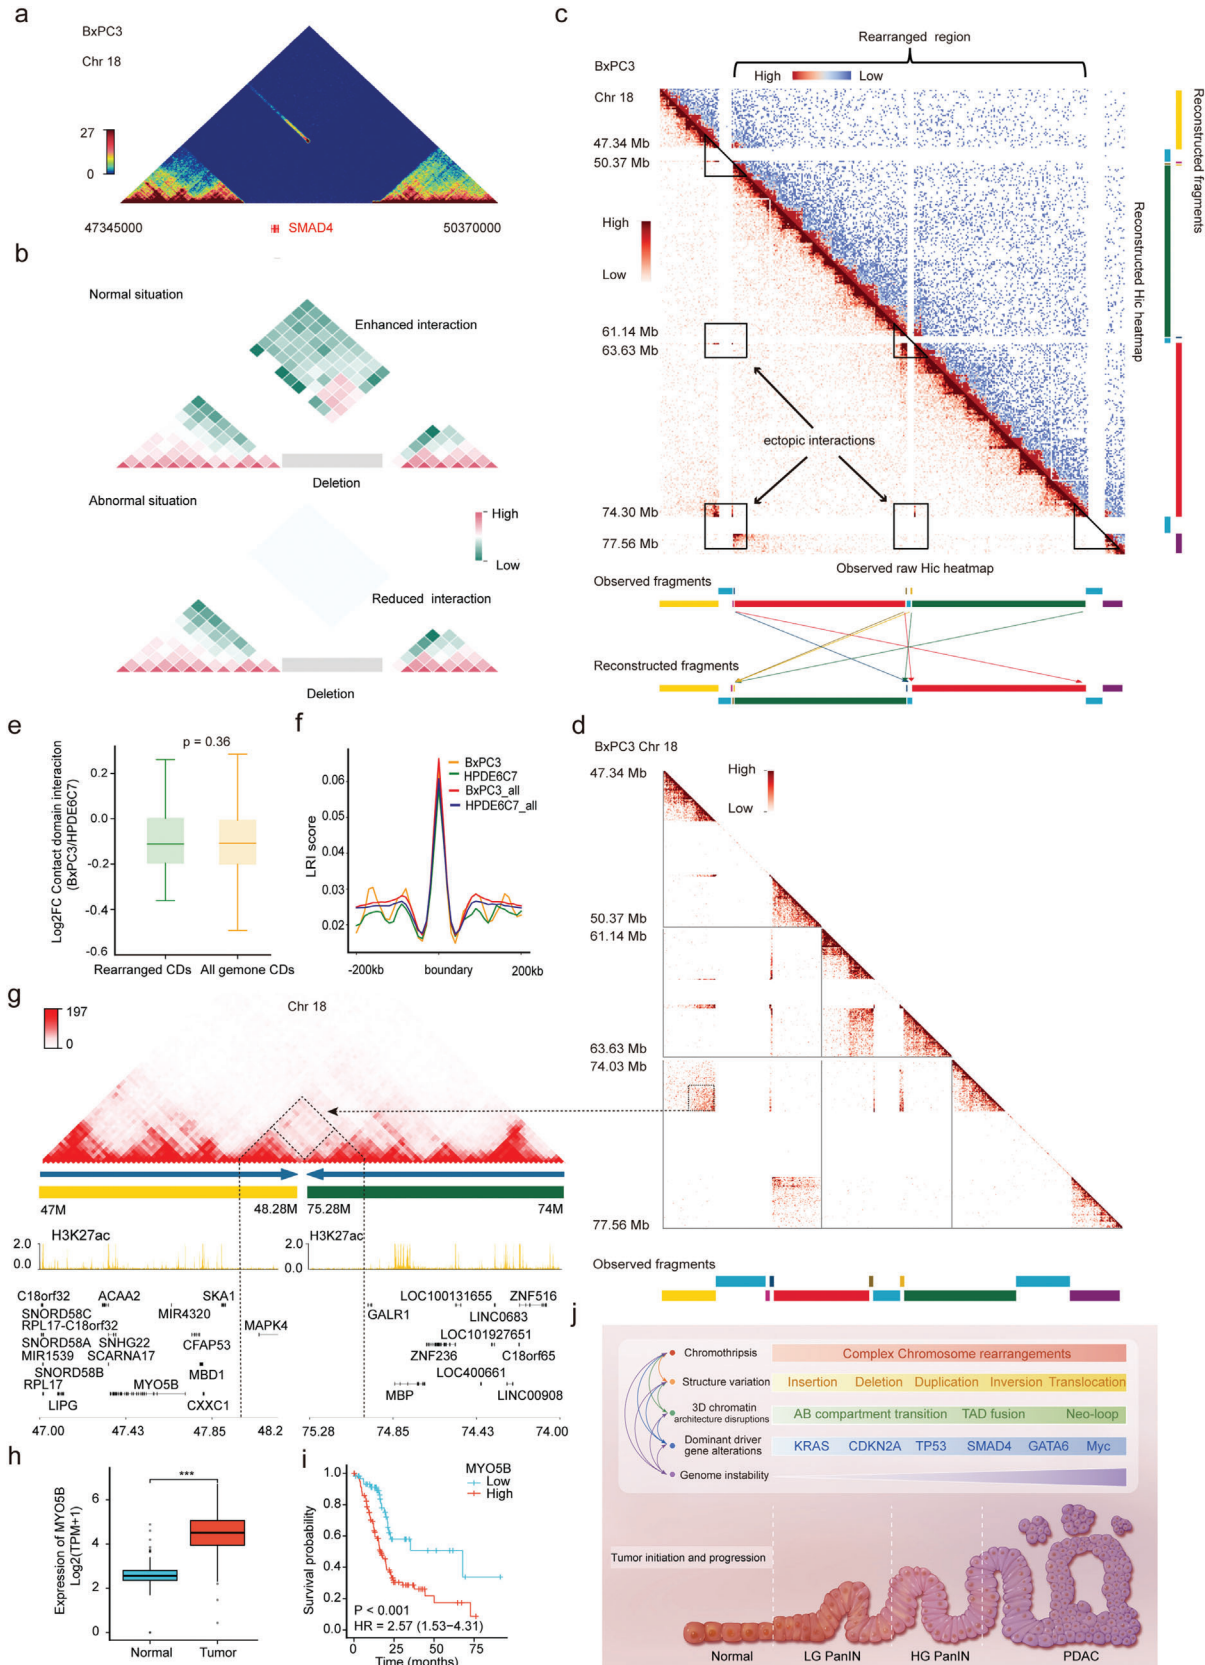 a
BxPC3
Chr 18
27
0
47345000
SMAD4
50370000
b
Normal situation
Enhanced interaction
Deletion
Abnormal situation
High
Low
Reduced interaction
Deletion
c
Rearranged region
BxPC3
High
Low
Chr 18
47.34 Mb
50.37 Mb
High
Low
61.14 Mb
63.63 Mb
ectopic interactions
74.30 Mb
77.56 Mb
Reconstructed Hic heatmap
Reconstructed fragments
Observed raw Hic heatmap
Observed fragments
Reconstructed fragments
d
BxPC3 Chr 18
47.34 Mb
High
Low
50.37 Mb
61.14 Mb
63.63 Mb
74.03 Mb
77.56 Mb
Observed fragments
e
p = 0.36
Log2FC Contact domain interaciton
(BxPC3/HPDE6C7)
0.2
0.0
-0.2
-0.4
-0.6
Rearranged CDs
All gemone CDs
f
BxPC3
HPDE6C7
BxPC3_all
HPDE6C7_all
LRI score
0.06
0.05
0.04
0.03
0.02
-200kb
boundary
200kb
g
197
0
Chr 18
47M
48.28M
75.28M
74M
H3K27ac
2.0
0.0
H3K27ac
2.0
0.0
C18orf32
SNORD58C
RPL17-C18orf32
SNORD58A
MIR1539
SNORD58B
RPL17
LIPG
ACAA2
SNHG22
SCARNA17
MYO5B
SKA1
MIR4320
CFAP53
MBD1
CXXC1
MAPK4
GALR1
MBP
LOC100131655
LINC0683
LOC101927651
ZNF236
LOC400661
ZNF516
C18orf65
LINC00908
47.00
47.43
47.85
48.2
75.28
74.85
74.43
74.00
h
***
Expression of MYO5B
Log2(TPM+1)
6
4
2
0
Normal
Tumor
i
MYO5B
Low
High
Survival probability
1.0
0.8
0.6
0.4
0.2
0.0
P < 0.001
HR = 2.57 (1.53−4.31)
0
25
50
75
Time (months)
j
Chromothripsis
Complex Chromosome rearrangements
Structure variation
Insertion
Deletion
Duplication
Inversion
Translocation
3D chromatin
architecture disruptions
AB compartment transition
TAD fusion
Neo-loop
Dominant driver
gene alterations
KRAS
CDKN2A
TP53
SMAD4
GATA6
Myc
Genome instability
Tumor initiation and progression
Normal
LG PanIN
HG PanIN
PDAC